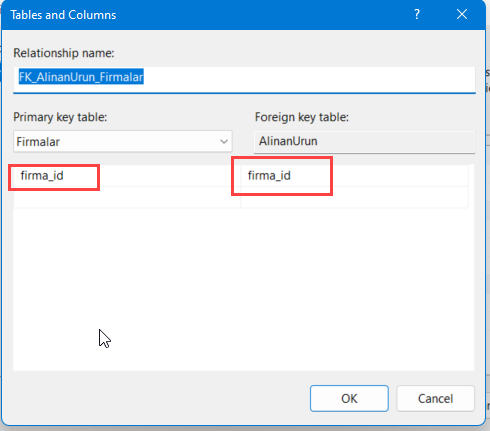 Tables and Columns
?
Relationship name:
FK_AlinanUrun_Firmalar
Primary key table:
Foreign key table:
Firmalar
AlinanUrun
firma_id
firma_id
OK
Cancel